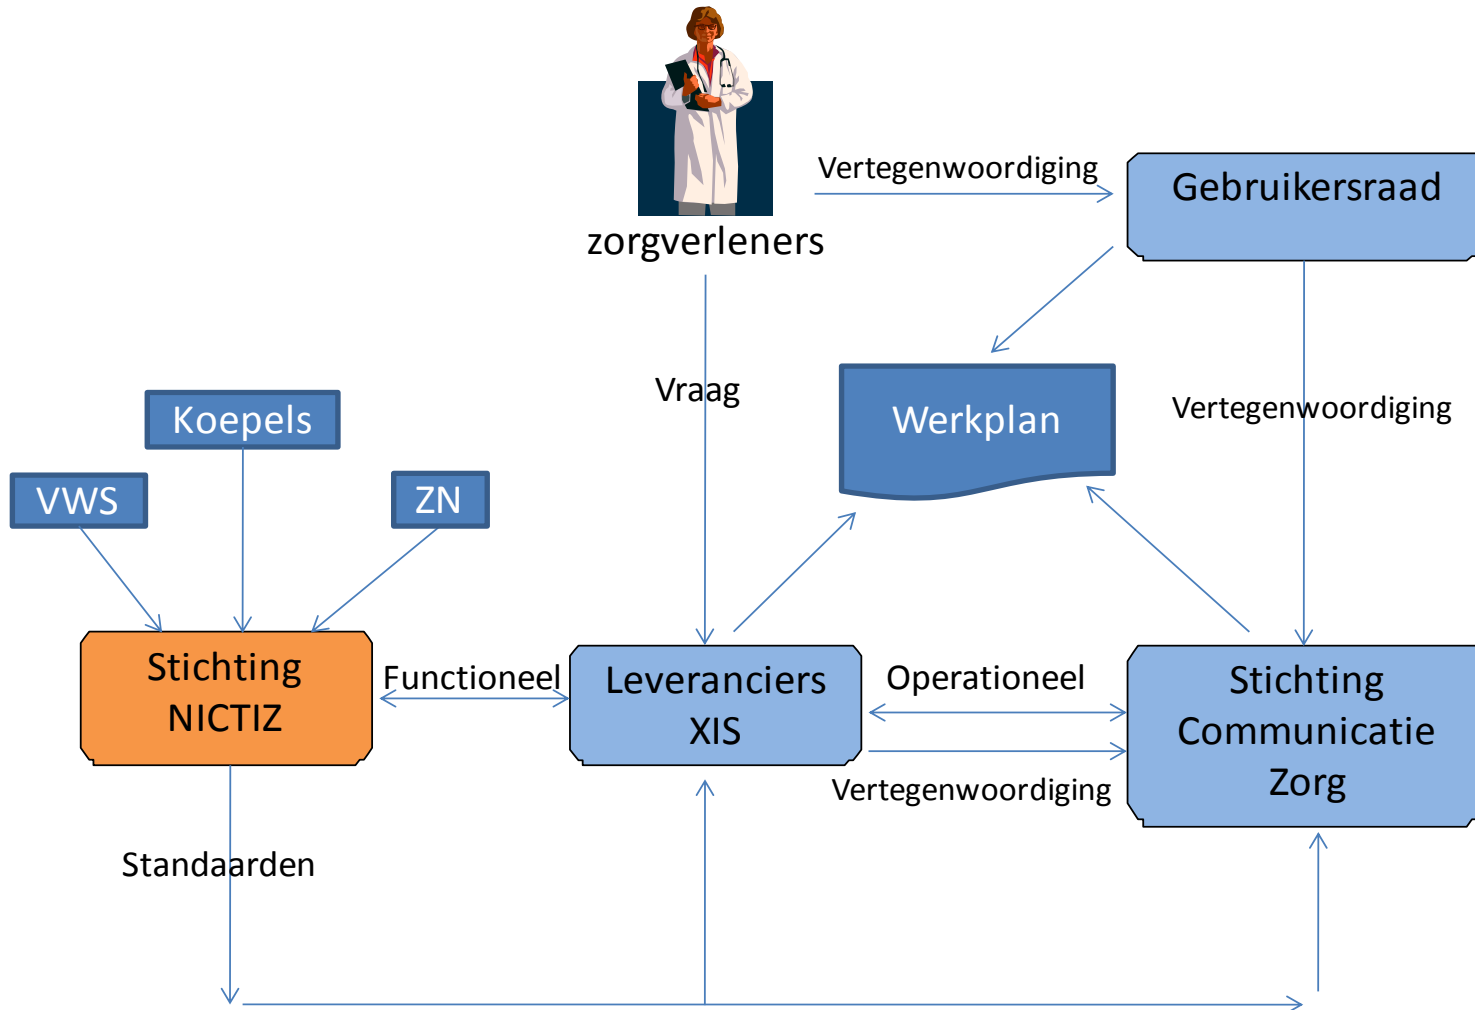 Vertegenwoordiging
Gebruikersraad
zorgverleners
Vraag
Werkplan
Vertegenwoordiging
Koepels
VWS
ZN
Stichting
NICTIZ
Functioneel
Leveranciers
XIS
Operationeel
Vertegenwoordiging
Stichting
Communicatie
Zorg
Standaarden